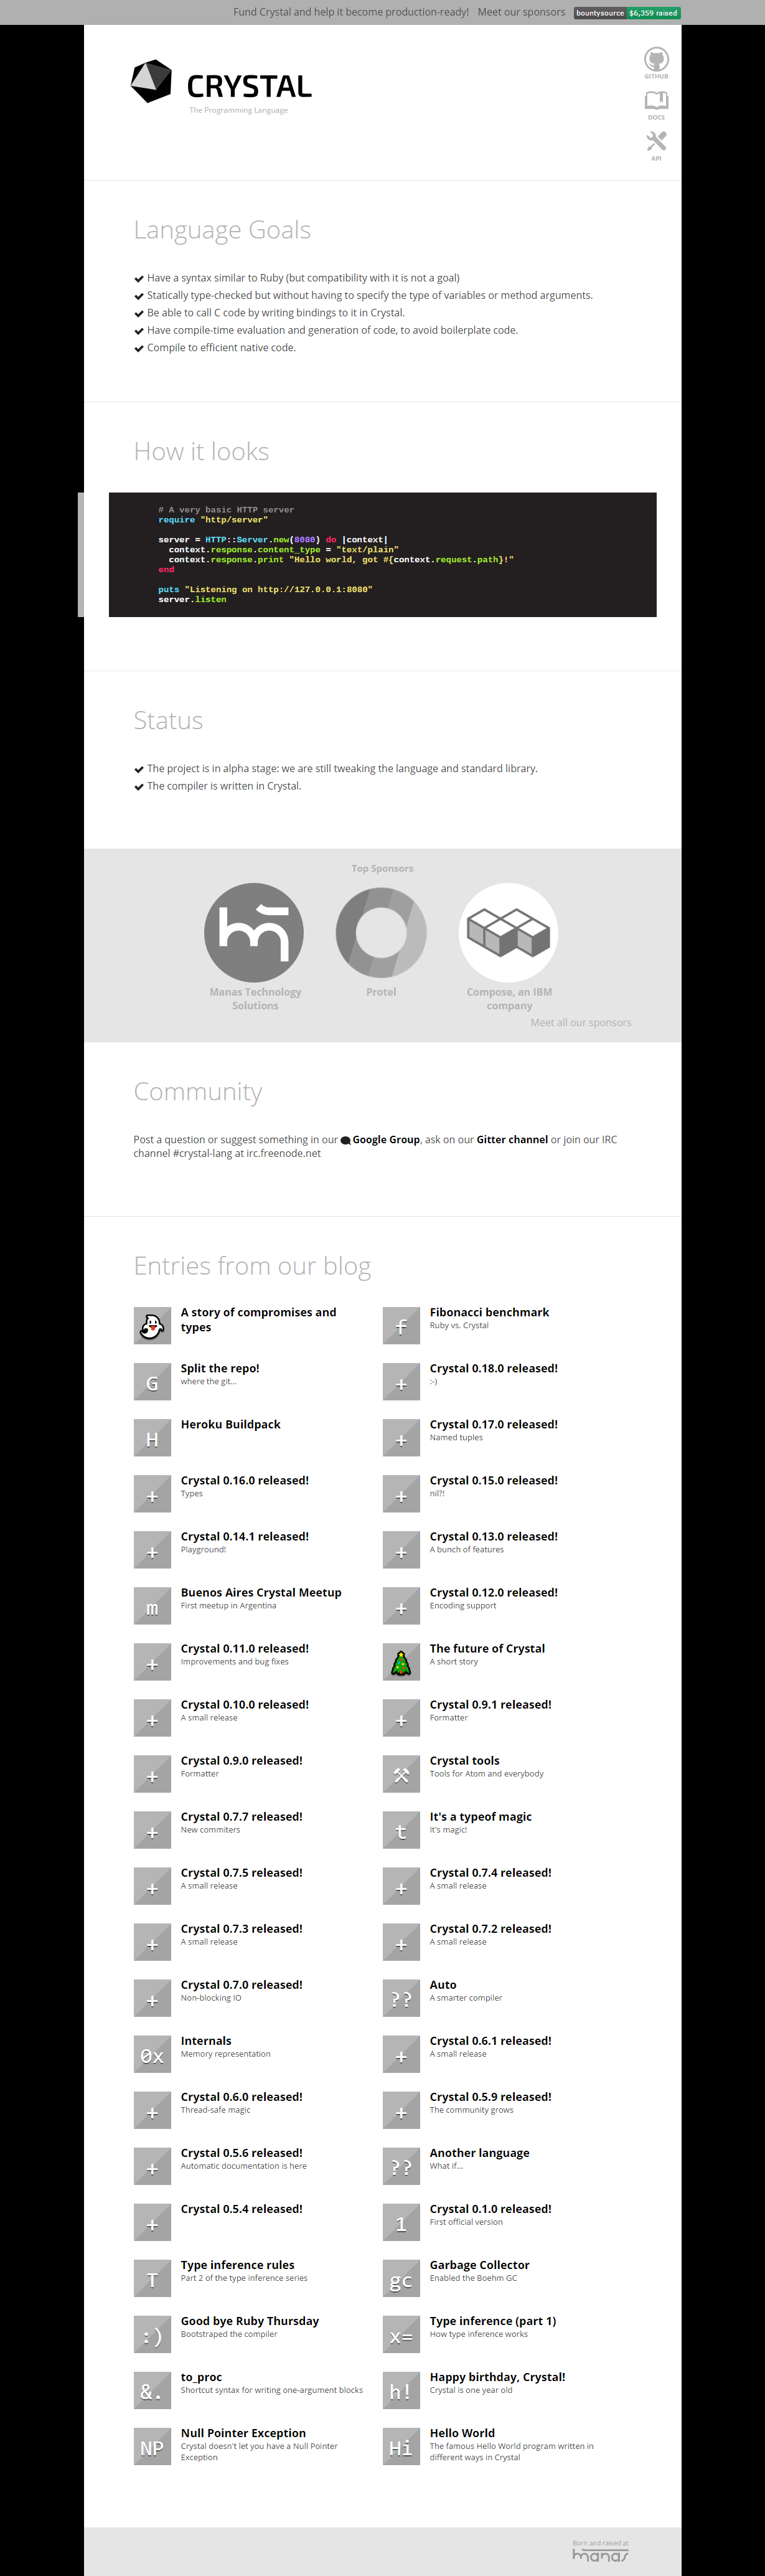 Fund Crystal and help it become production-ready! Meet our sponsors bountysource $6,359 raised
CRYSTAL
The Programming Language
GITHUB
DOCS
API
Language Goals
Have a syntax similar to Ruby (but compatibility with it is not a goal)
Statically type-checked but without having to specify the type of variables or method arguments.
Be able to call C code by writing bindings to it in Crystal.
Have compile-time evaluation and generation of code, to avoid boilerplate code.
Compile to efficient native code.
How it looks
# A very basic HTTP server
require "http/server"
server = HTTP::Server.new(8080) do |context|
context.response.content_type = "text/plain"
context.response.print "Hello world, got #{context.request.path}!"
end
puts "Listening on http://127.0.0.1:8080"
server.listen
Status
The project is in alpha stage: we are still tweaking the language and standard library.
The compiler is written in Crystal.
Top Sponsors
Manas Technology
Solutions
Protel
Compose, an IBM
company
Meet all our sponsors
Community
Post a question or suggest something in our Google Group, ask on our Gitter channel or join our IRC
channel #crystal-lang at irc.freenode.net
Entries from our blog
A story of compromises and
types
f
Fibonacci benchmark
Ruby vs. Crystal
G
Split the repo!
where the git...
+
Crystal 0.18.0 released!
:-)
H
Heroku Buildpack
+
Crystal 0.17.0 released!
Named tuples
+
Crystal 0.16.0 released!
Types
+
Crystal 0.15.0 released!
nil?!
+
Crystal 0.14.1 released!
Playground!
+
Crystal 0.13.0 released!
A bunch of features
m
Buenos Aires Crystal Meetup
First meetup in Argentina
+
Crystal 0.12.0 released!
Encoding support
+
Crystal 0.11.0 released!
Improvements and bug fixes
The future of Crystal
A short story
+
Crystal 0.10.0 released!
A small release
+
Crystal 0.9.1 released!
Formatter
+
Crystal 0.9.0 released!
Formatter
Crystal tools
Tools for Atom and everybody
+
Crystal 0.7.7 released!
New commiters
t
It's a typeof magic
It's magic!
+
Crystal 0.7.5 released!
A small release
+
Crystal 0.7.4 released!
A small release
+
Crystal 0.7.3 released!
A small release
+
Crystal 0.7.2 released!
A small release
+
Crystal 0.7.0 released!
Non-blocking IO
??
Auto
A smarter compiler
0x
Internals
Memory representation
+
Crystal 0.6.1 released!
A small release
+
Crystal 0.6.0 released!
Thread-safe magic
+
Crystal 0.5.9 released!
The community grows
+
Crystal 0.5.6 released!
Automatic documentation is here
??
Another language
What if...
+
Crystal 0.5.4 released!
1
Crystal 0.1.0 released!
First official version
T
Type inference rules
Part 2 of the type inference series
gc
Garbage Collector
Enabled the Boehm GC
:)
Good bye Ruby Thursday
Bootstraped the compiler
x=
Type inference (part 1)
How type inference works
&.
to_proc
Shortcut syntax for writing one-argument blocks
h!
Happy birthday, Crystal!
Crystal is one year old
NP
Null Pointer Exception
Crystal doesn't let you have a Null Pointer
Exception
Hi
Hello World
The famous Hello World program written in
different ways in Crystal
Born and raised at
manas